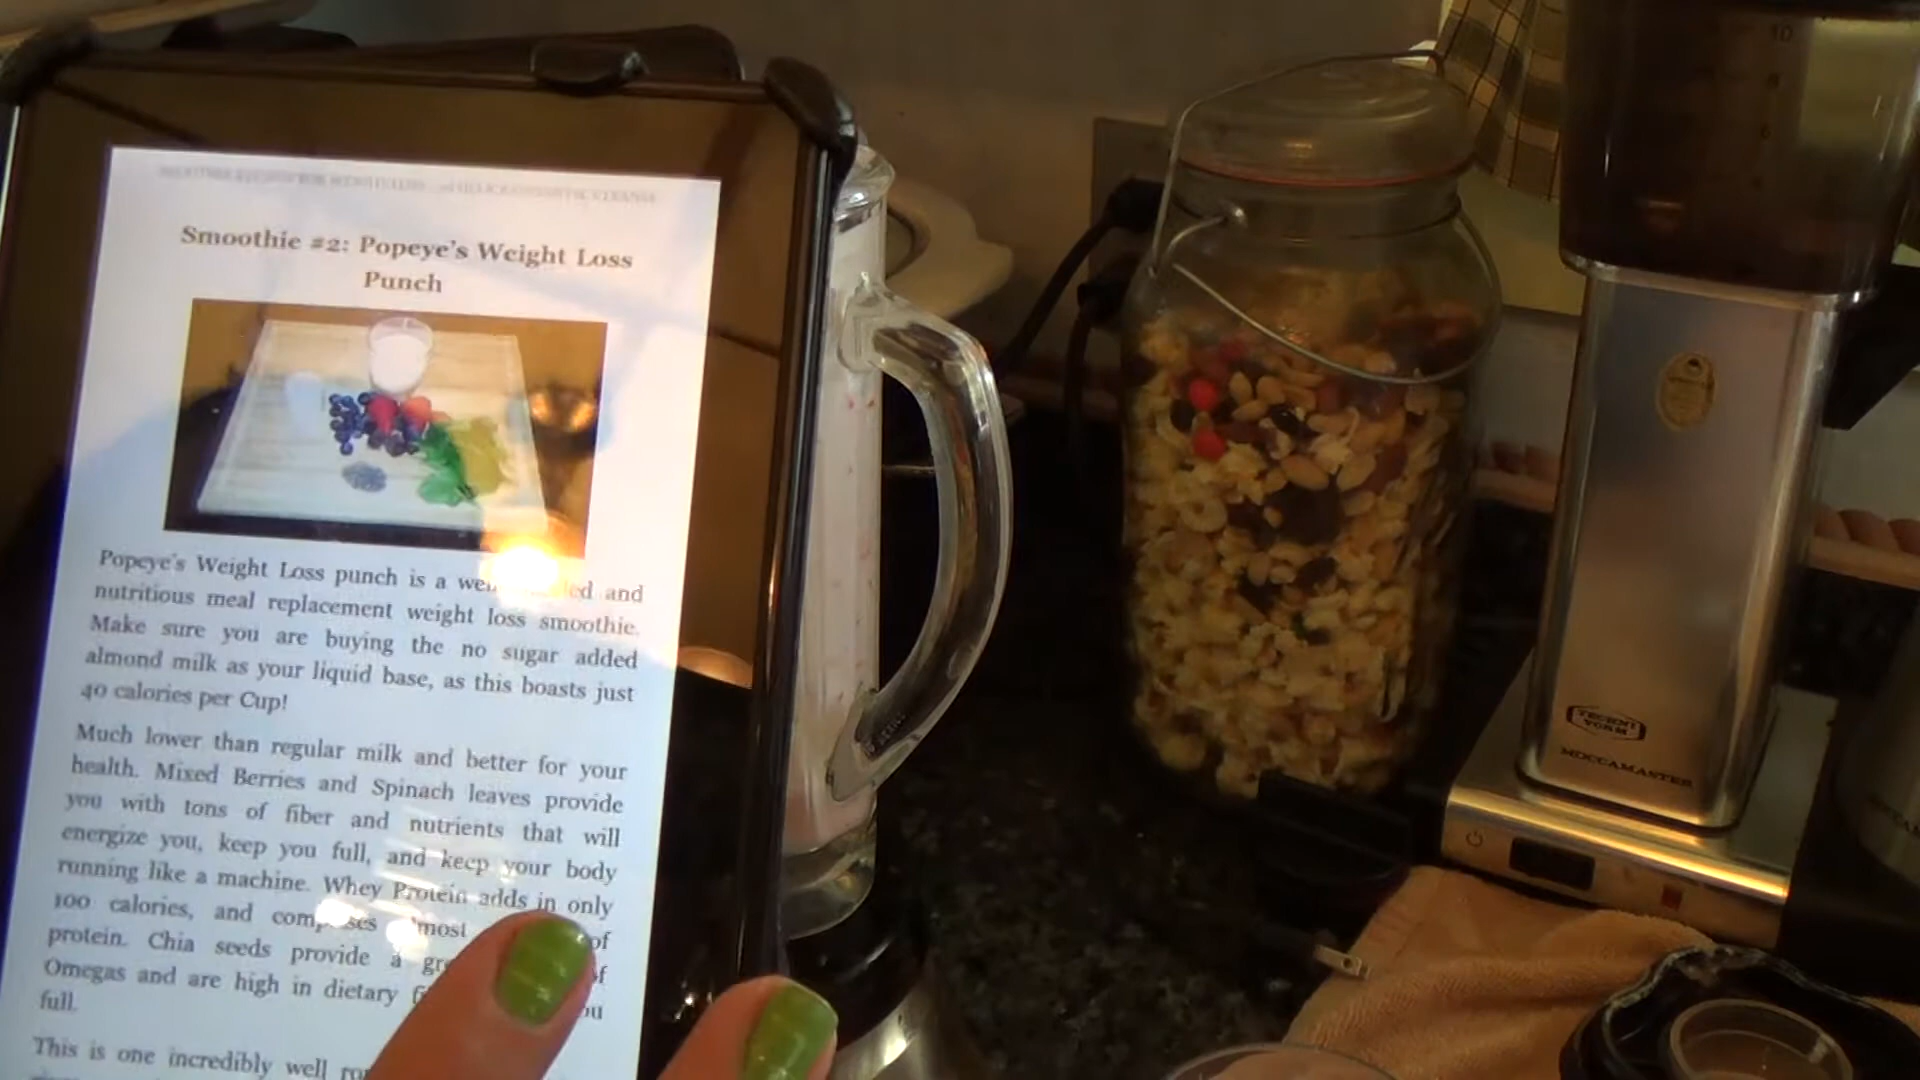 Smoothie #2: Popeye's Weight Loss
Punch
Popeye's Weight Loss punch is a and
nutritious meal replacement weight loss smoothie.
Make sure you are buying the no sugar added
almond milk as your liquid base, as this boasts just
40 calories per Cup!
Much lower than regular milk and better for your
health. Mixed Berries and Spinach leaves provide
you with tons of fiber and nutrients that will
energize you, keep you full, and keep your body
running like a machine. Whey Protein adds in only
100 calories, and of
protein. Chia seeds provide a of
Omegas and are high in dietary
full.
This is one incredibly well
10
TECHNI
VORM
MOCCAMASTER